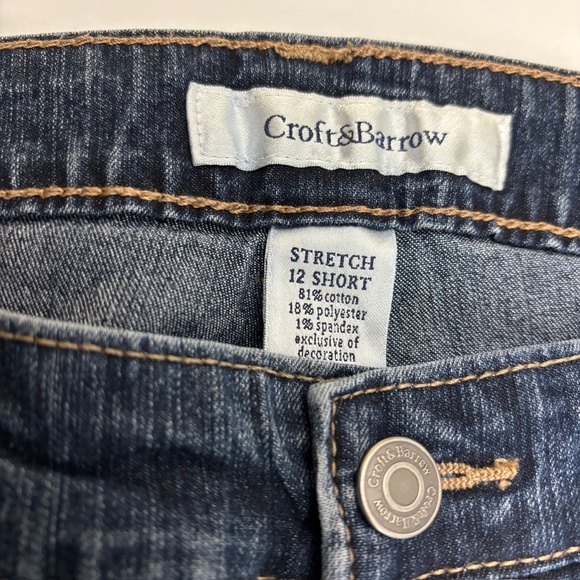 Croft&Barrow
STRETCH
12 SHORT
81% cotton
18% polyester
1% spandex
exclusive of
decoration
Croft&Barrow
Croft&Barrow